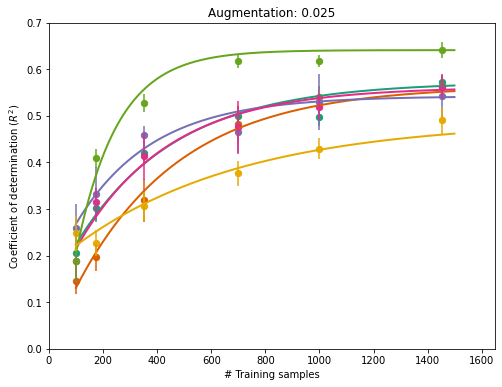 Augmentation: 0.025
Coefficient of determination (R²)
0.7
0.6
0.5
0.4
0.3
0.2
0.1
0.0
0 200 400 600 800 1000 1200 1400 1600
# Training samples